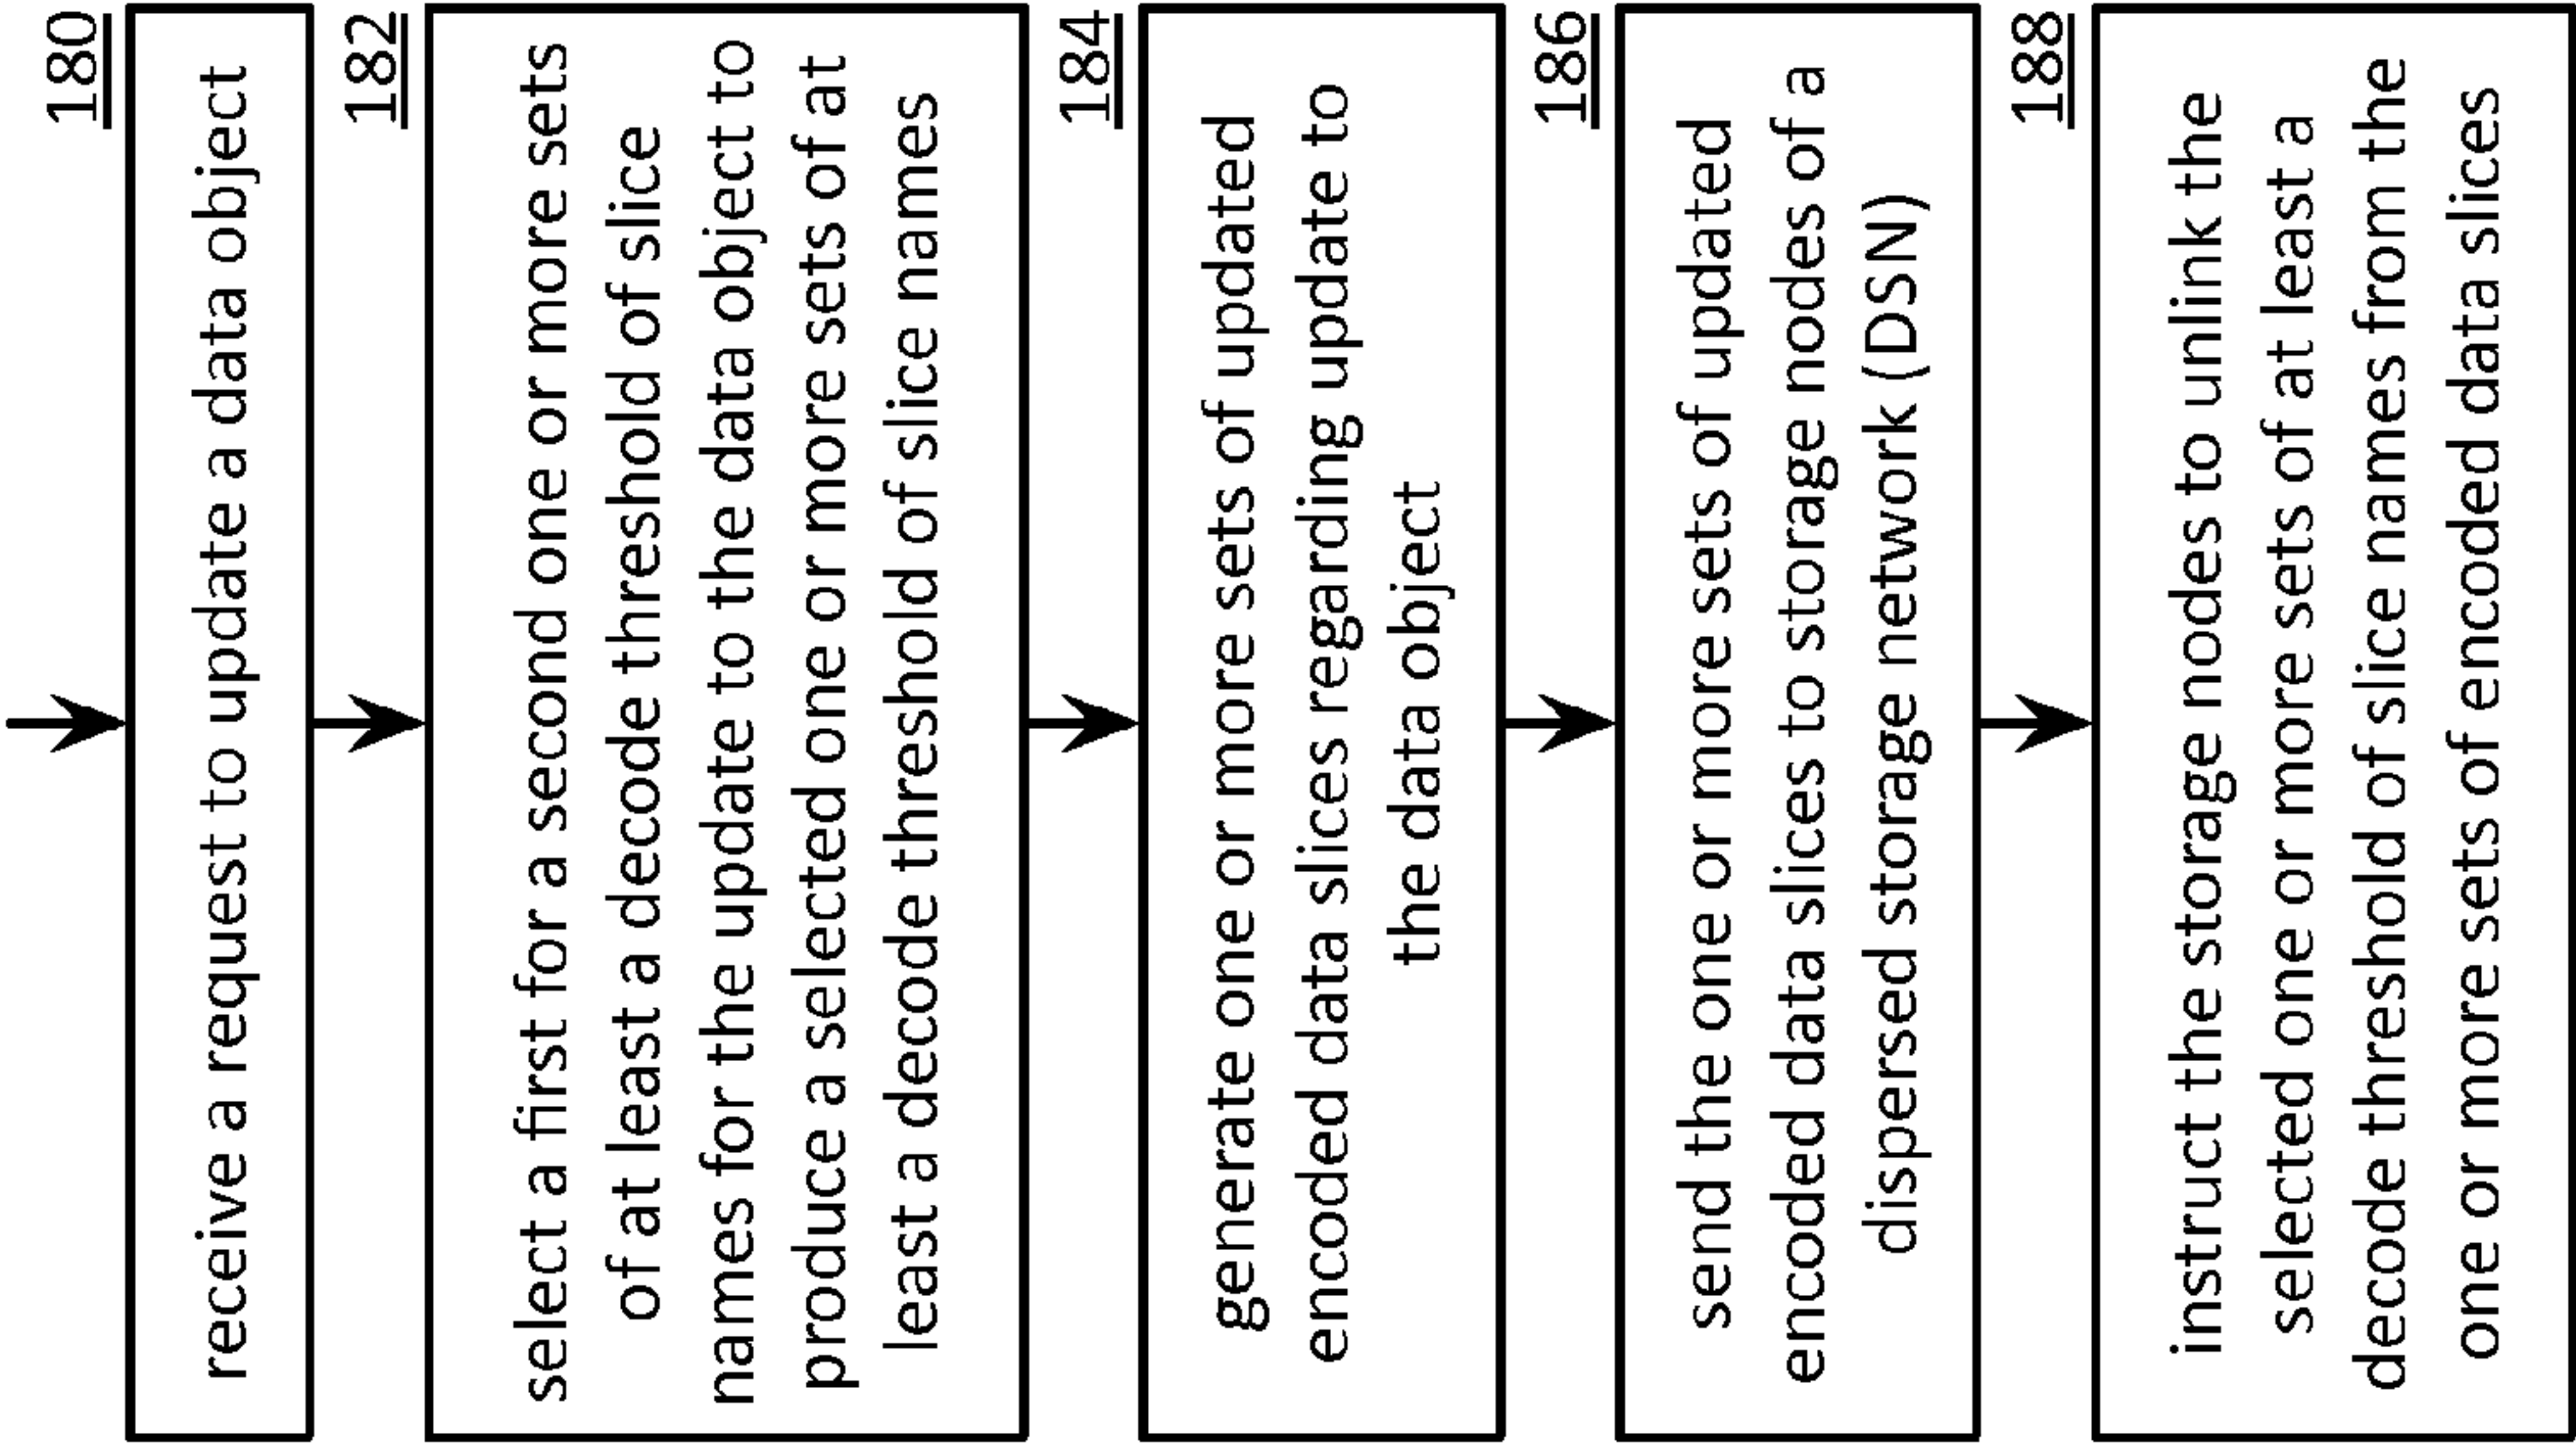 180
receive a request to update a data object
182
select a first for a second one or more sets
of at least a decode threshold of slice
names for the update to the data object to
produce a selected one or more sets of at
least a decode threshold of slice names
184
generate one or more sets of updated
encoded data slices regarding update to
the data object
186
send the one or more sets of updated
encoded data slices to storage nodes of a
dispersed storage network (DSN)
188
instruct the storage nodes to unlink the
selected one or more sets of at least a
decode threshold of slice names from the
one or more sets of encoded data slices